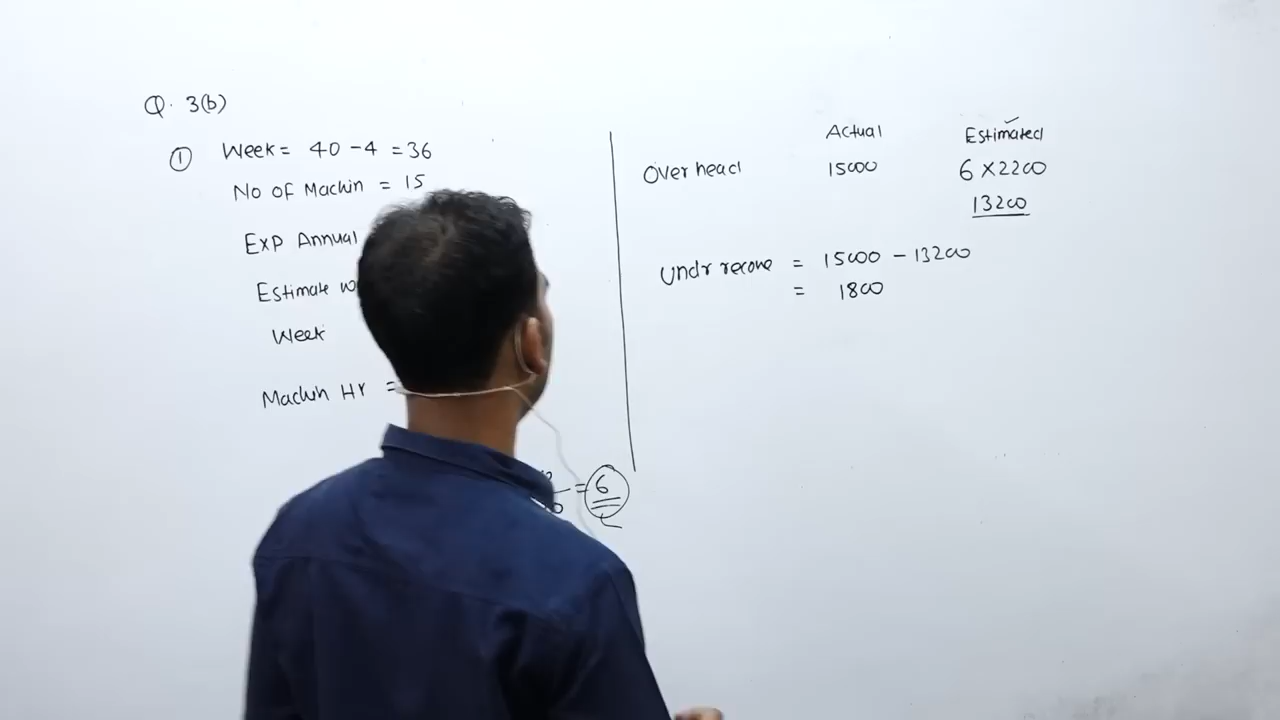 Q. 3(b)
① Week = 40 - 4 = 36
No of Machin = 15
Exp Annual
Estimate
Week
Machin Hr =
= 6
Actual Estimated
Over head 15000 6 × 2200
13200
Undr recove = 15000 - 13200
= 1800